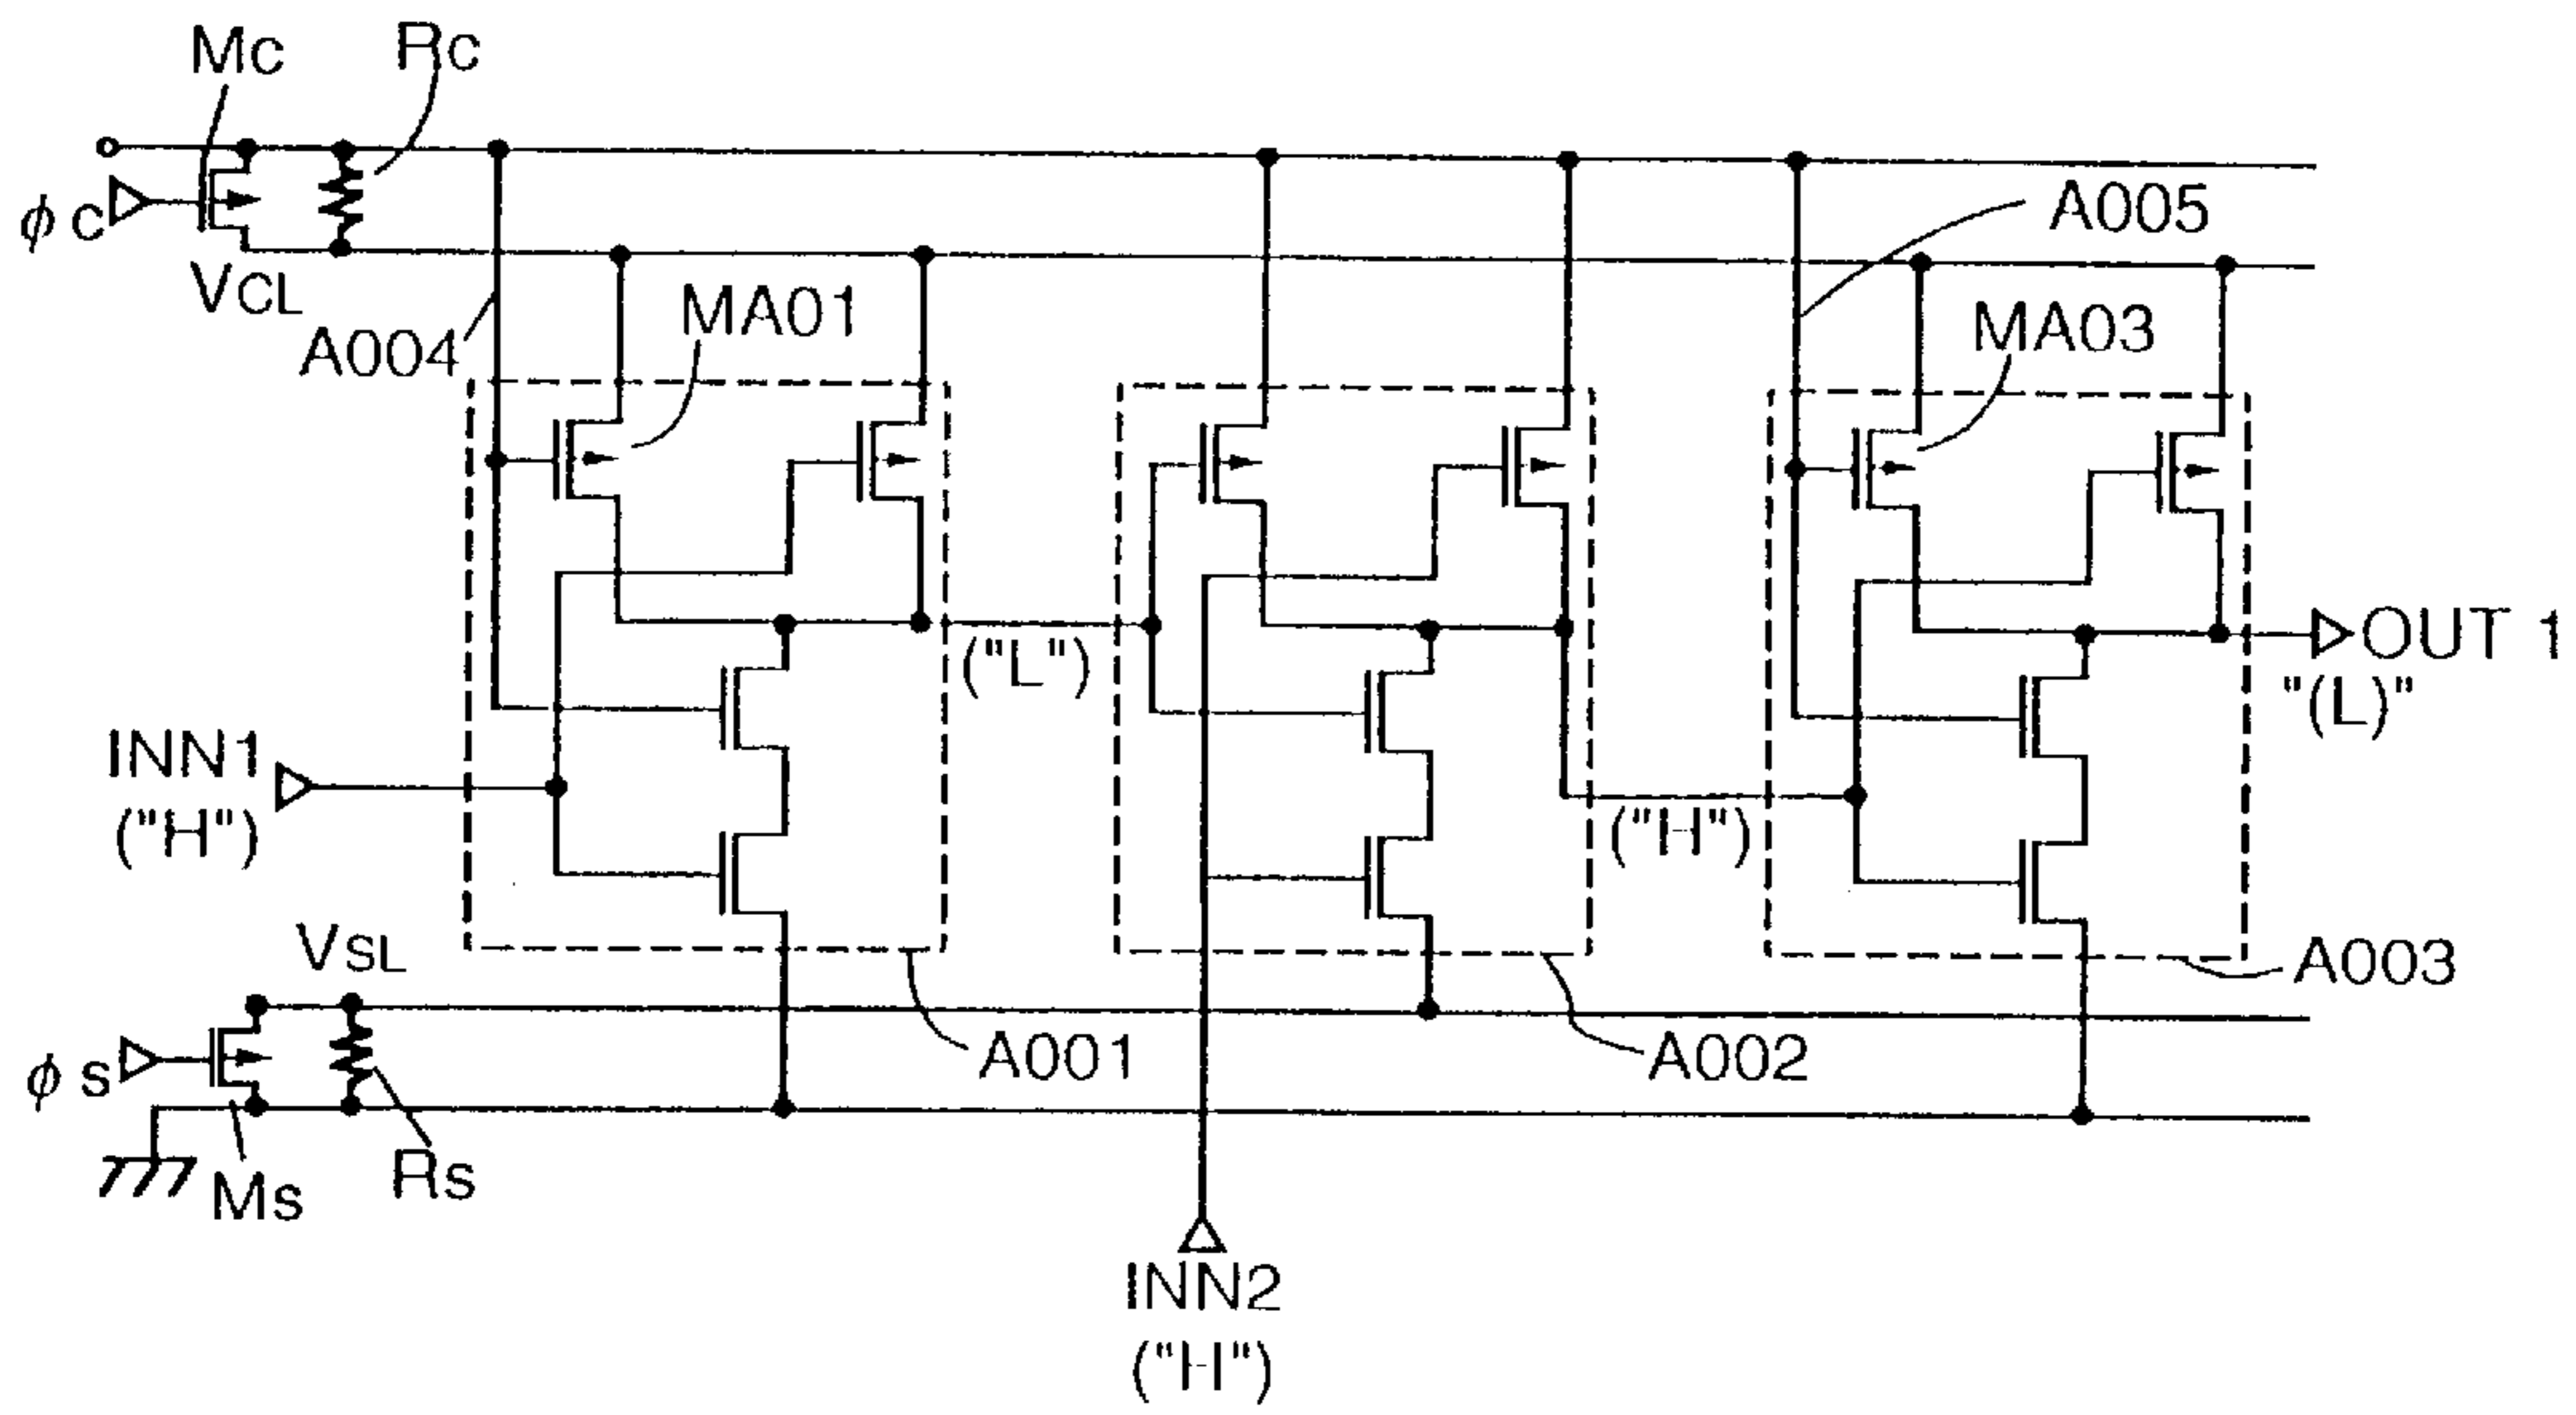 Mc
Rc
ϕ c
VCL
A004
MA01
A005
MA03
("L")
OUT 1
"(L)"
INN1
("H")
("H")
VSL
A003
A001
A002
ϕ s
Ms
Rs
INN2
("H")